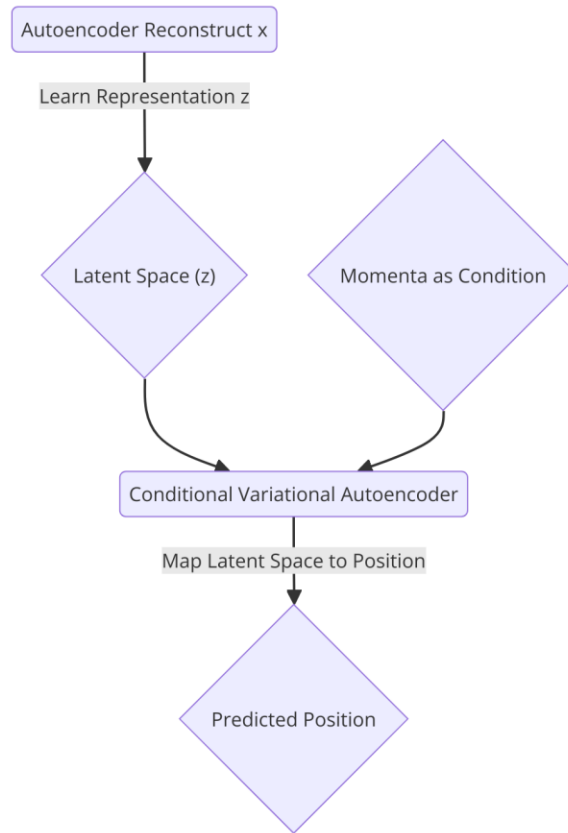 Autoencoder Reconstruct x
Learn Representation z
Latent Space (z)
Momenta as Condition
Conditional Variational Autoencoder
Map Latent Space to Position
Predicted Position